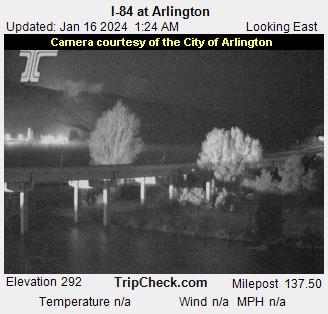 I-84 at Arlington
Updated: Jan 16 2024 1:24 AM Looking East
Camera courtesy of the City of Arlington
Elevation 292 TripCheck.com Milepost 137.50
Temperature n/a Wind n/a MPH n/a